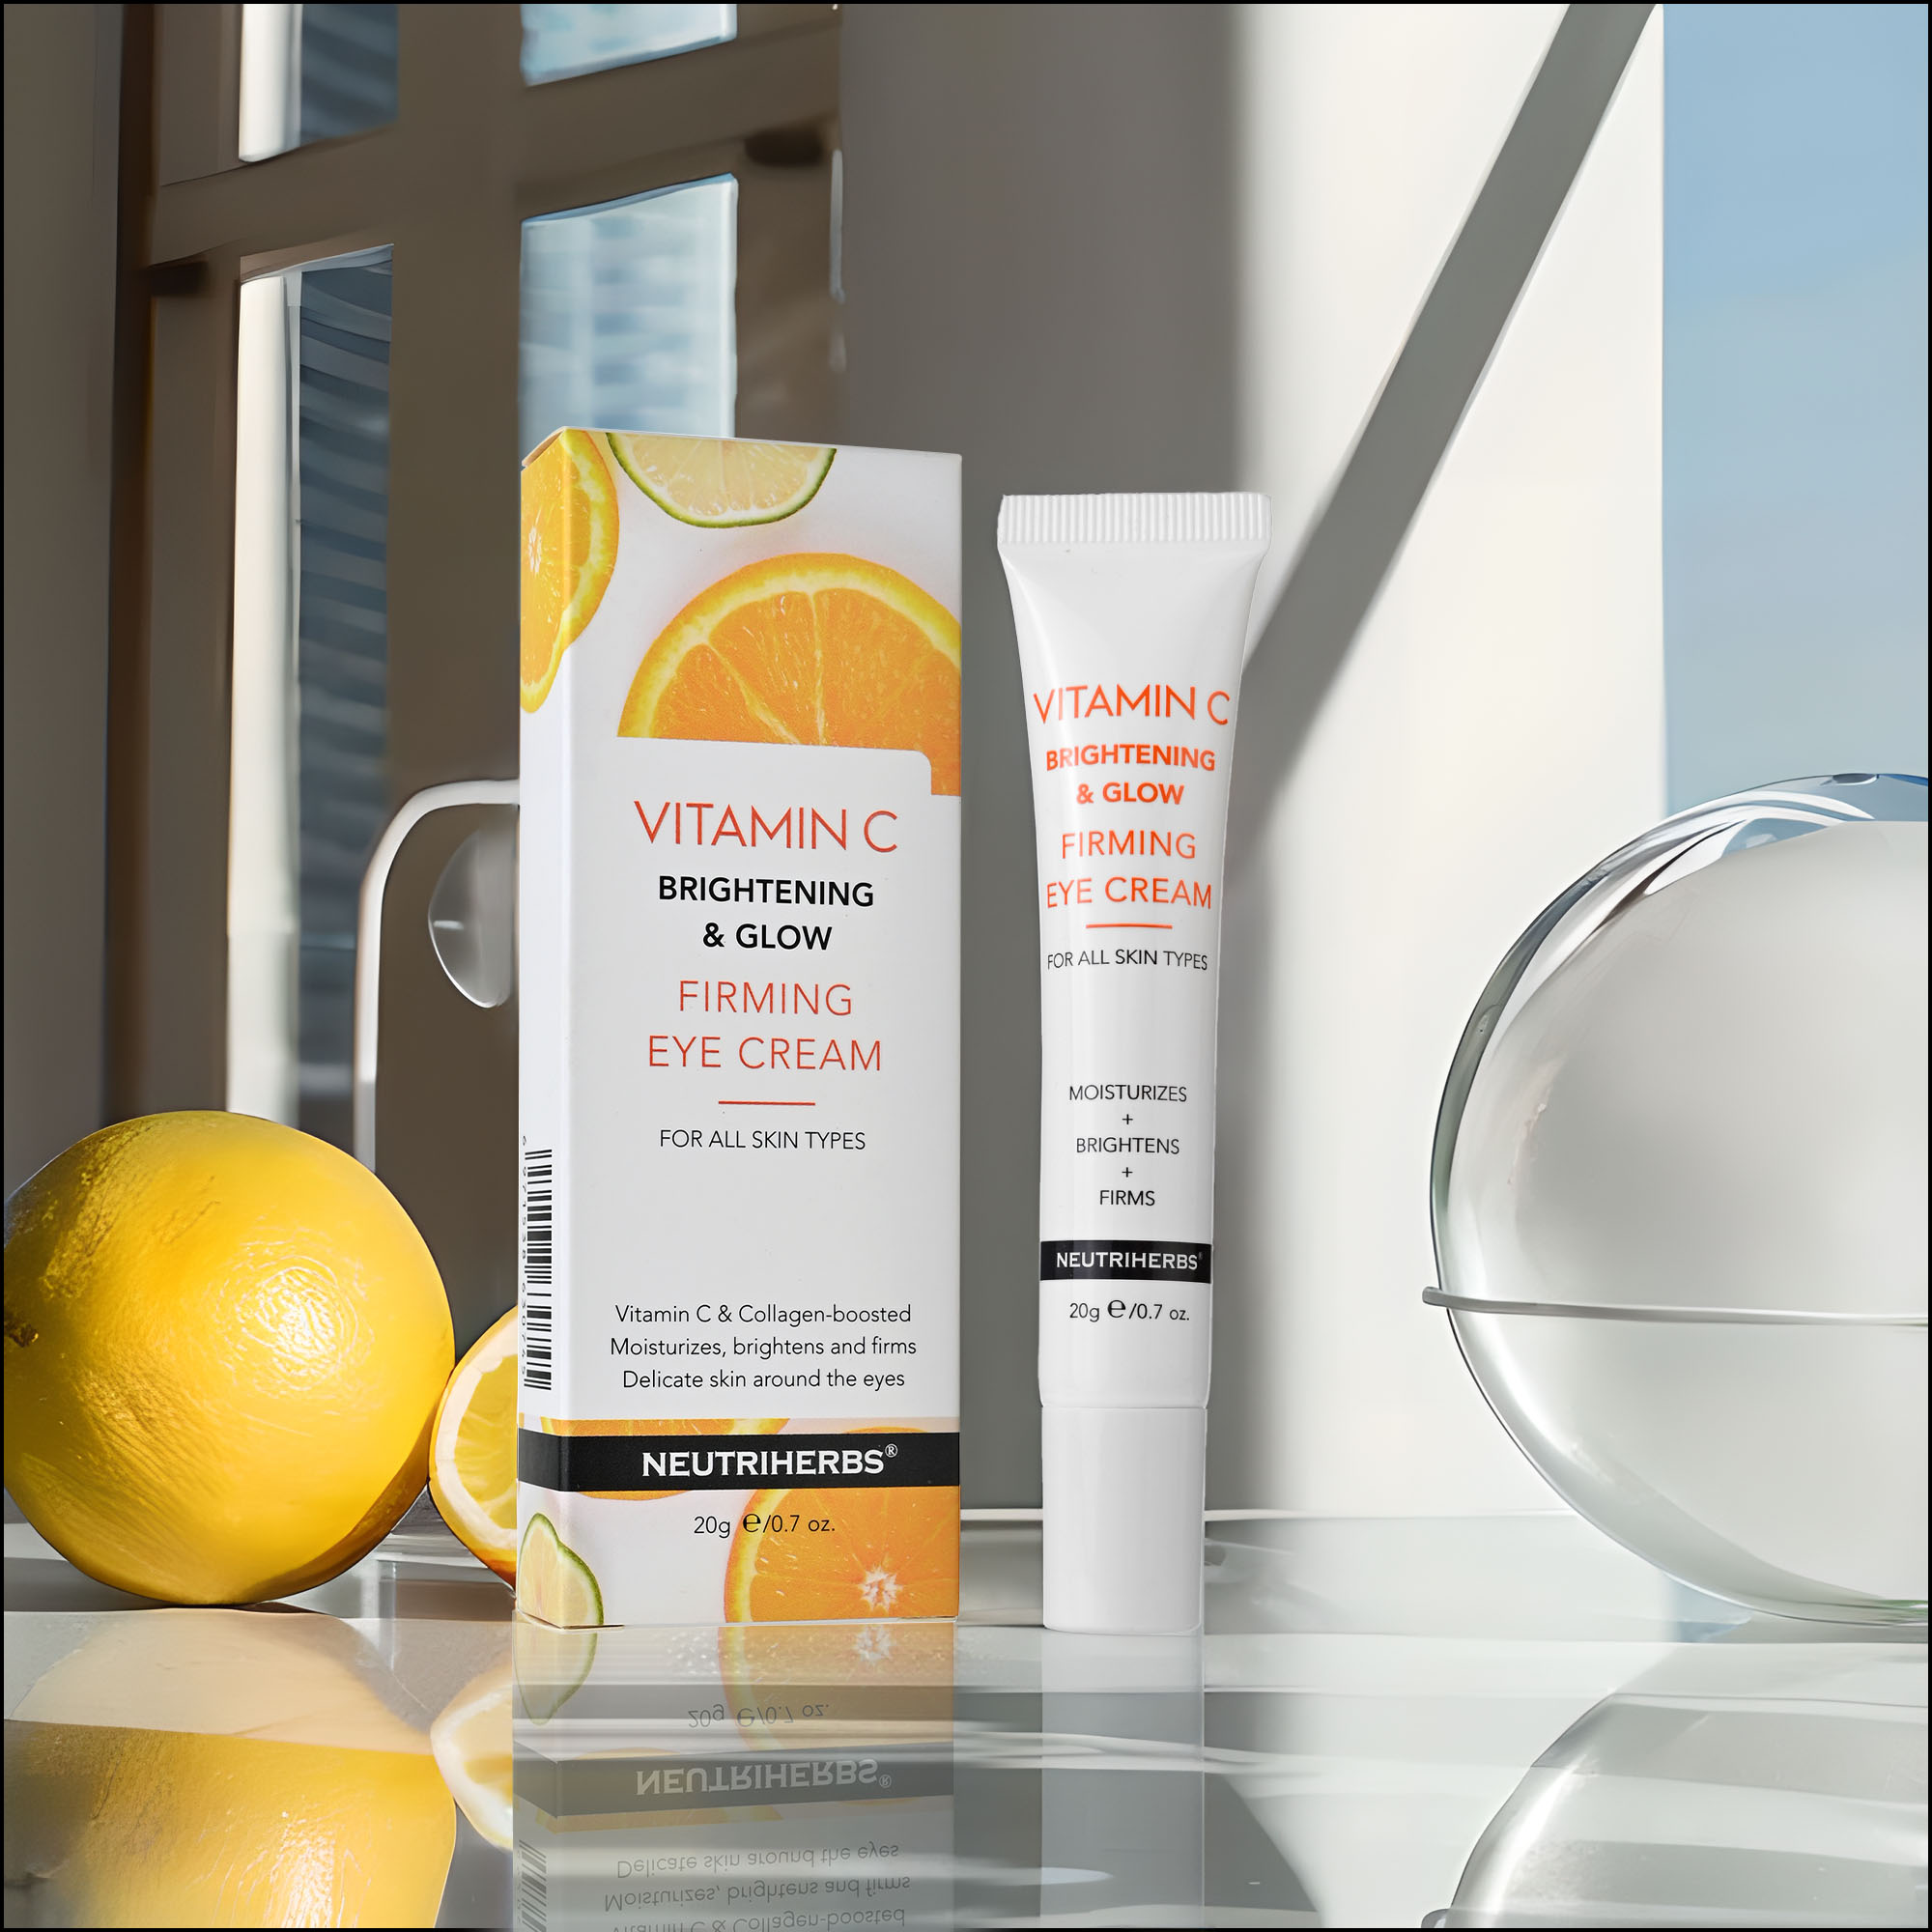 VITAMIN C
BRIGHTENING
& GLOW
FIRMING
EYE CREAM
FOR ALL SKIN TYPES
Vitamin C & Collagen-boosted
Moisturizes, brightens and firms
Delicate skin around the eyes
NEUTRIHERBS®
20g ℮/0.7 oz.
VITAMIN C
BRIGHTENING
& GLOW
FIRMING
EYE CREAM
FOR ALL SKIN TYPES
MOISTURIZES
+
BRIGHTENS
+
FIRMS
NEUTRIHERBS®
20g ℮/0.7 oz.